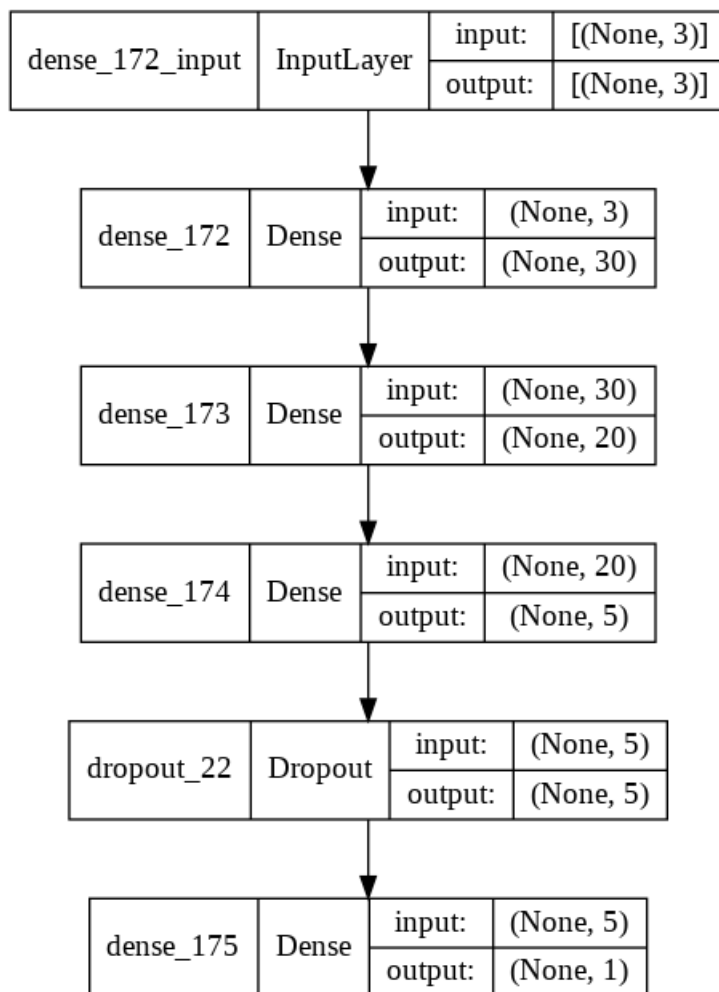 dense_172_input InputLayer input: [(None, 3)]
output: [(None, 3)]
dense_172 Dense input: (None, 3)
output: (None, 30)
dense_173 Dense input: (None, 30)
output: (None, 20)
dense_174 Dense input: (None, 20)
output: (None, 5)
dropout_22 Dropout input: (None, 5)
output: (None, 5)
dense_175 Dense input: (None, 5)
output: (None, 1)